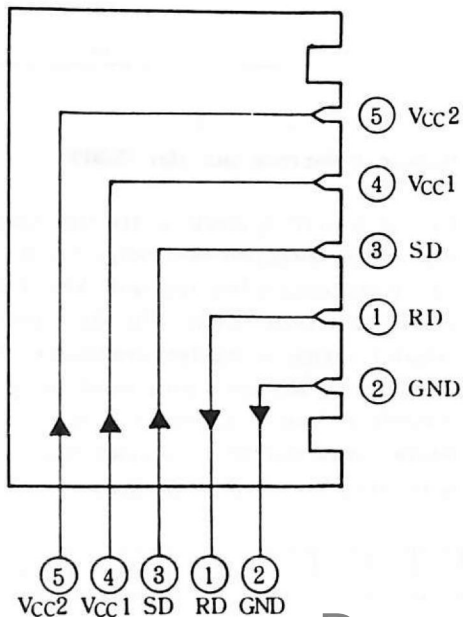 ⑤ VCC2
④ VCC1
③ SD
① RD
② GND
⑤ ④ ③ ① ②
VCC2 VCC1 SD RD GND